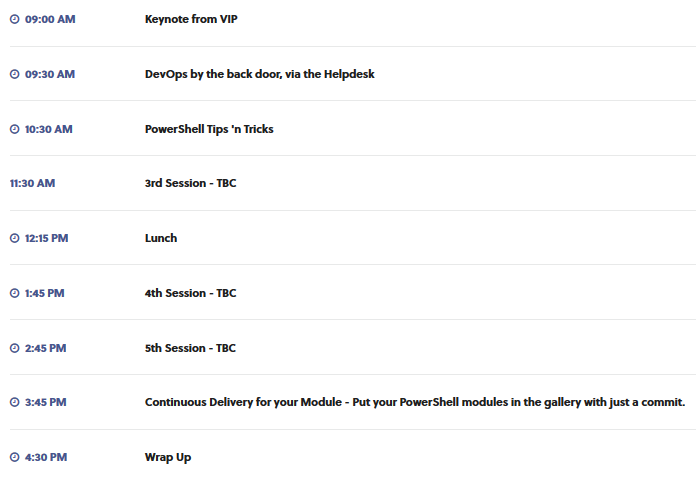 09:00 AM Keynote from VIP
09:30 AM DevOps by the back door, via the Helpdesk
10:30 AM PowerShell Tips 'n Tricks
11:30 AM 3rd Session - TBC
12:15 PM Lunch
1:45 PM 4th Session - TBC
2:45 PM 5th Session - TBC
3:45 PM Continuous Delivery for your Module - Put your PowerShell modules in the gallery with just a commit.
4:30 PM Wrap Up